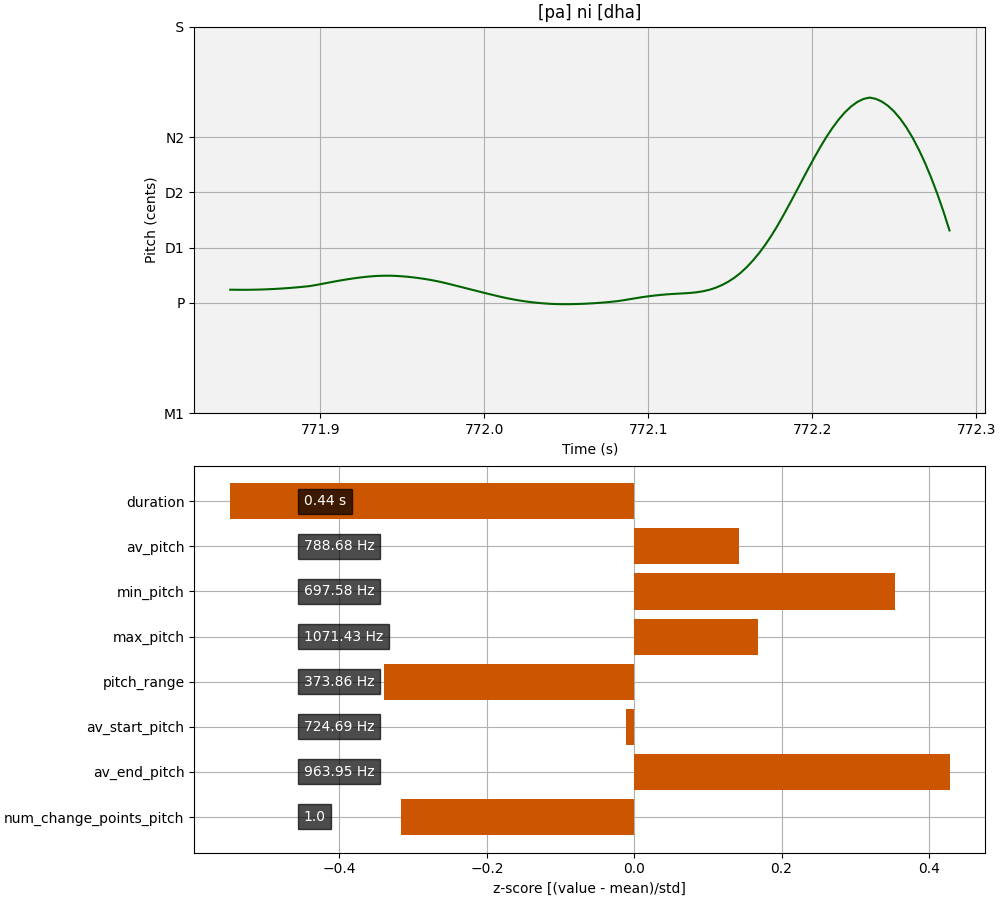 [pa] ni [dha]
S
N2
D2
D1
P
M1
Pitch (cents)
771.9 772.0 772.1 772.2 772.3
Time (s)
duration 0.44 s
av_pitch 788.68 Hz
min_pitch 697.58 Hz
max_pitch 1071.43 Hz
pitch_range 373.86 Hz
av_start_pitch 724.69 Hz
av_end_pitch 963.95 Hz
num_change_points_pitch 1.0
−0.4 −0.2 0.0 0.2 0.4
z-score [(value - mean)/std]